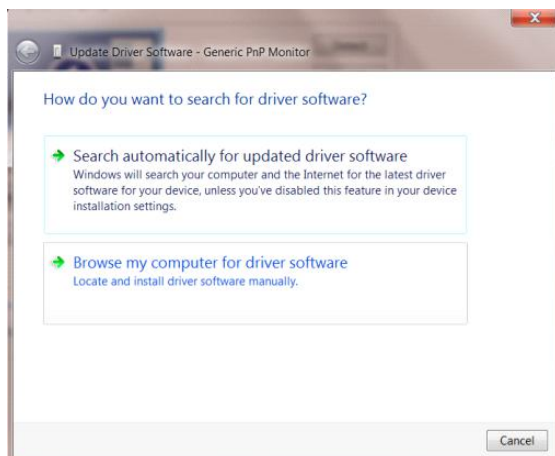 Update Driver Software - Generic PnP Monitor
How do you want to search for driver software?
Search automatically for updated driver software
Windows will search your computer and the Internet for the latest driver
software for your device, unless you've disabled this feature in your device
installation settings.
Browse my computer for driver software
Locate and install driver software manually.
Cancel